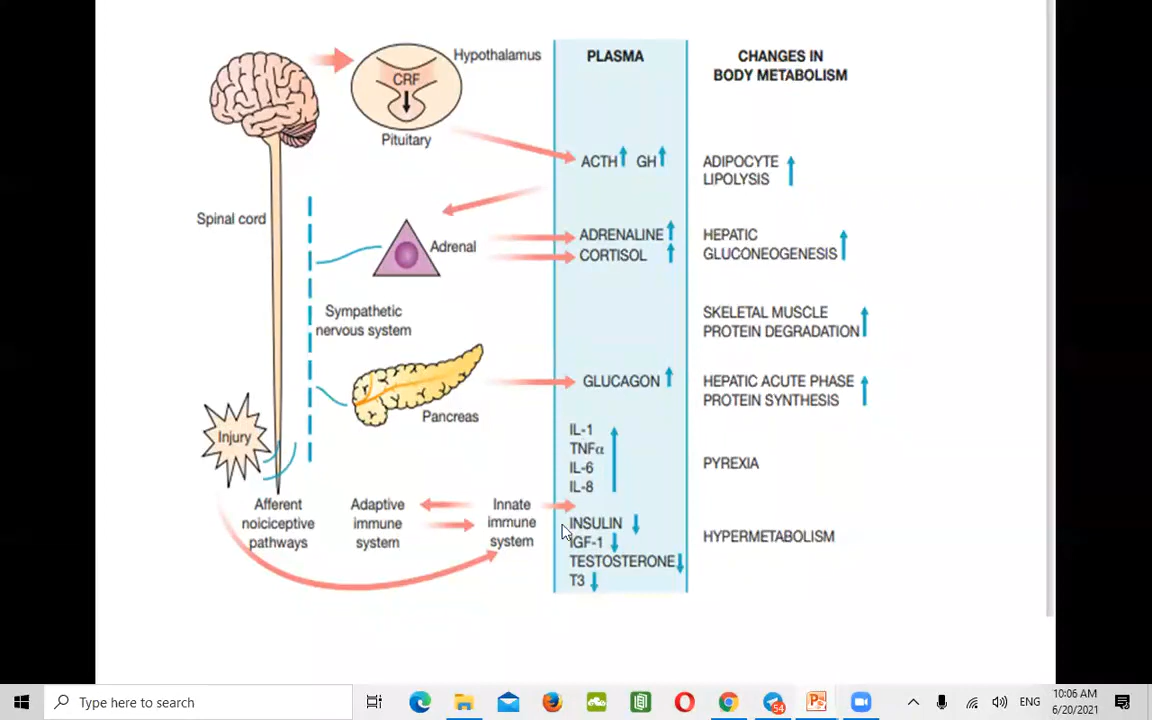 Hypothalamus
CRF
Pituitary
Spinal cord
Adrenal
Sympathetic
nervous system
Pancreas
Injury
Afferent
noiciceptive
pathways
Adaptive
immune
system
Innate
immune
system
PLASMA
ACTH GH
ADRENALINE
CORTISOL
GLUCAGON
IL-1
TNFα
IL-6
IL-8
INSULIN
IGF-1
TESTOSTERONE
T3
CHANGES IN
BODY METABOLISM
ADIPOCYTE
LIPOLYSIS
HEPATIC
GLUCONEOGENESIS
SKELETAL MUSCLE
PROTEIN DEGRADATION
HEPATIC ACUTE PHASE
PROTEIN SYNTHESIS
PYREXIA
HYPERMETABOLISM
Type here to search
54
ENG
10:06 AM
6/20/2021